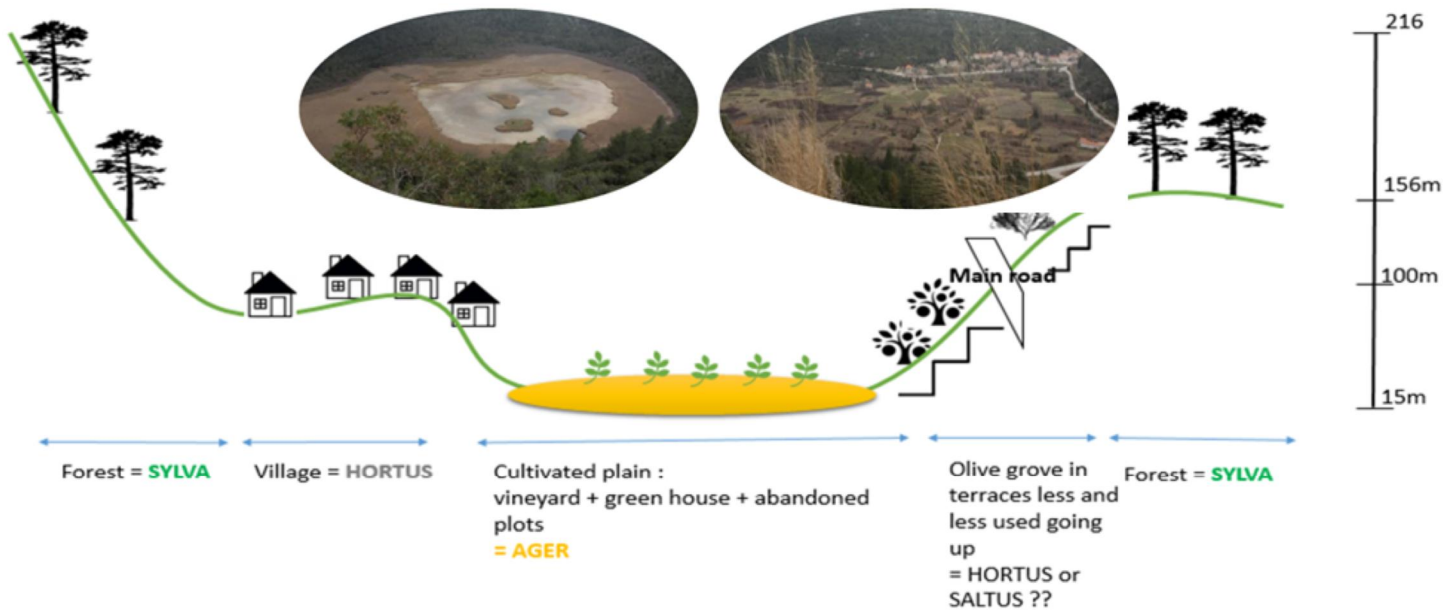 216
156m
Main road
100m
15m
Forest = SYLVA
Village = HORTUS
Cultivated plain :
vineyard + green house + abandoned
plots
= AGER
Olive grove in
terraces less and
less used going
up
= HORTUS or
SALTUS ??
Forest = SYLVA